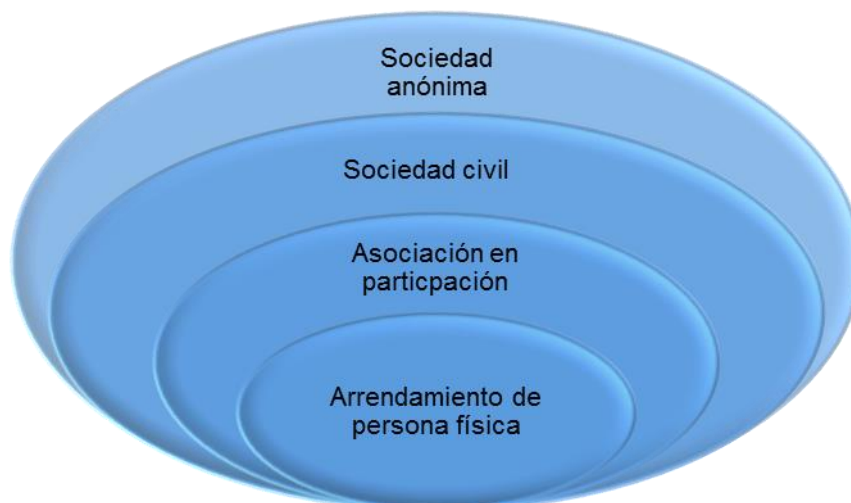 Sociedad
anónima
Sociedad civil
Asociación en
particpación
Arrendamiento de
persona física